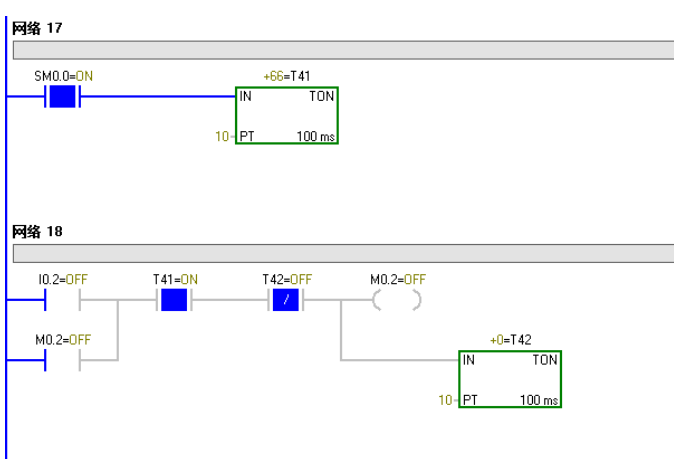 网络 17
SM0.0=ON
+66=T41
IN TON
10- PT 100 ms
网络 18
I0.2=OFF T41=ON T42=OFF M0.2=OFF
/
M0.2=OFF
+0=T42
IN TON
10- PT 100 ms